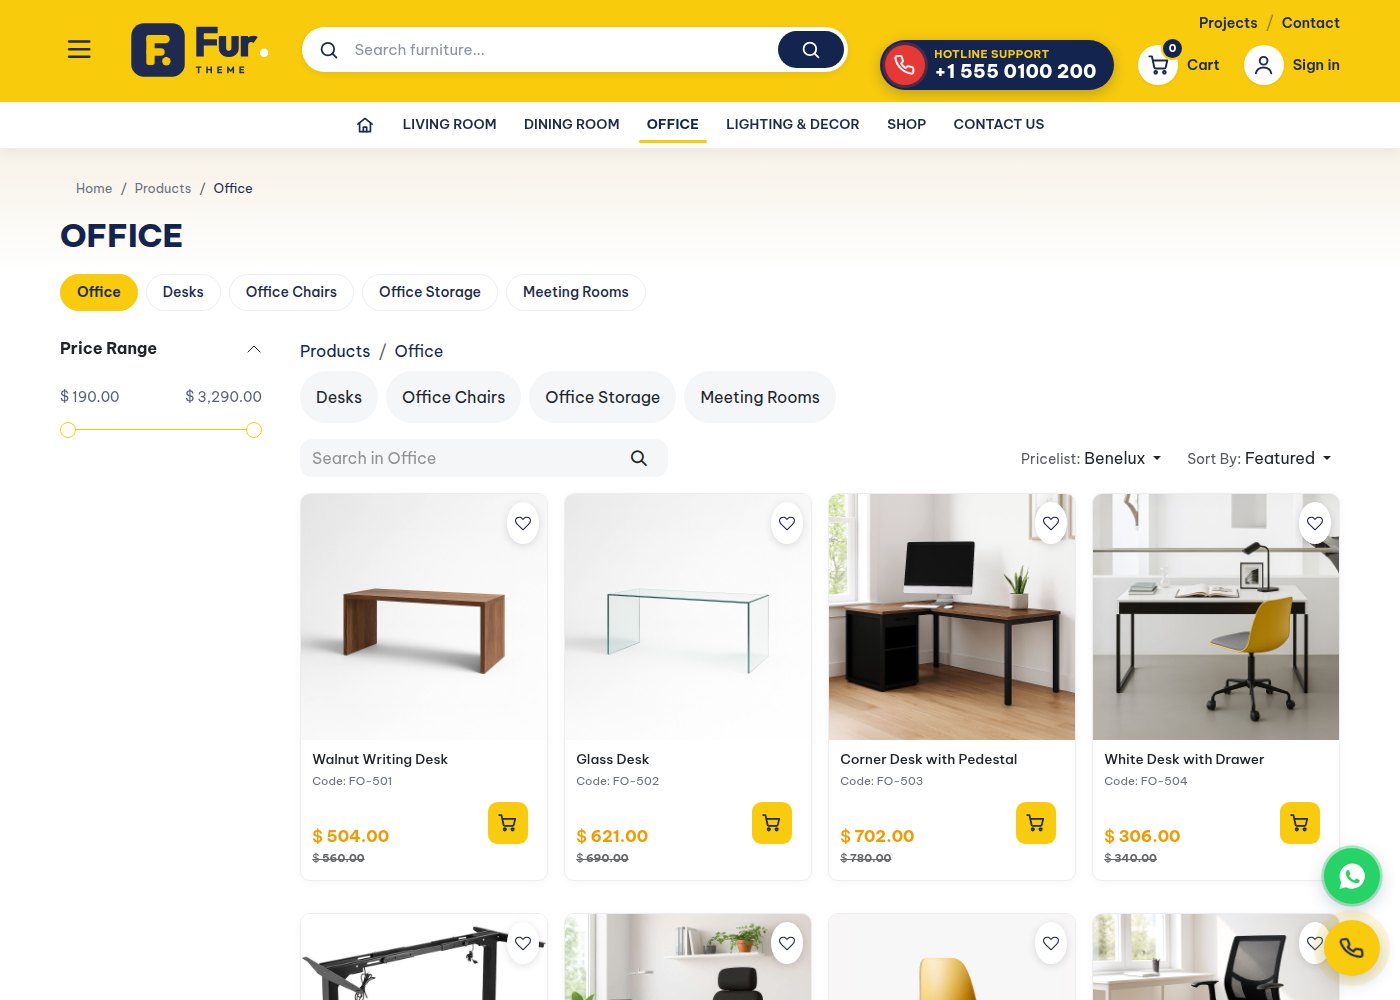 Projects / Contact
Fur.
THEME
Search furniture...
HOTLINE SUPPORT
+1 555 0100 200
0
Cart
Sign in
LIVING ROOM
DINING ROOM
OFFICE
LIGHTING & DECOR
SHOP
CONTACT US
Home / Products / Office
OFFICE
Office
Desks
Office Chairs
Office Storage
Meeting Rooms
Price Range
$ 190.00
$ 3,290.00
Products / Office
Desks
Office Chairs
Office Storage
Meeting Rooms
Search in Office
Pricelist: Benelux
Sort By: Featured
Walnut Writing Desk
Code: FO-501
$ 504.00
$ 560.00
Glass Desk
Code: FO-502
$ 621.00
$ 690.00
Corner Desk with Pedestal
Code: FO-503
$ 702.00
$ 780.00
White Desk with Drawer
Code: FO-504
$ 306.00
$ 340.00